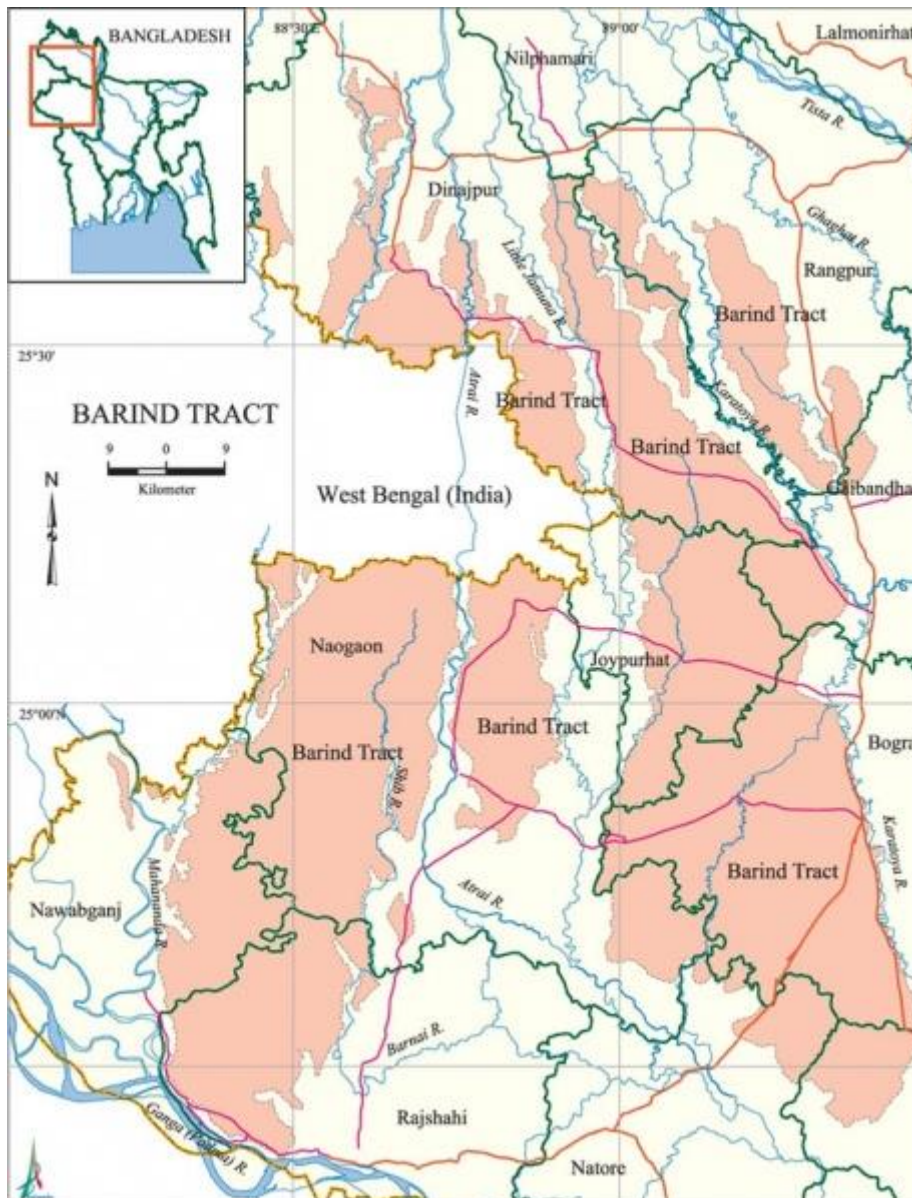 BANGLADESH
88°30'E
89°00'
Lalmonirhat
Nilphamari
Tista R.
Dinajpur
Ghaghat R.
Little Jamuna R.
Rangpur
Barind Tract
25°30'
Atrai R.
BARIND TRACT
Barind Tract
Karatoya R.
9 0 9
Kilometer
Barind Tract
N
West Bengal (India)
Gaibandha
Naogaon
Joypurhat
25°00'N
Barind Tract
Barind Tract
Bogra
Shib R.
Karatoya R.
Mahananda R.
Barind Tract
Atrai R.
Nawabganj
Barnai R.
Ganga (Padma) R.
Rajshahi
Natore